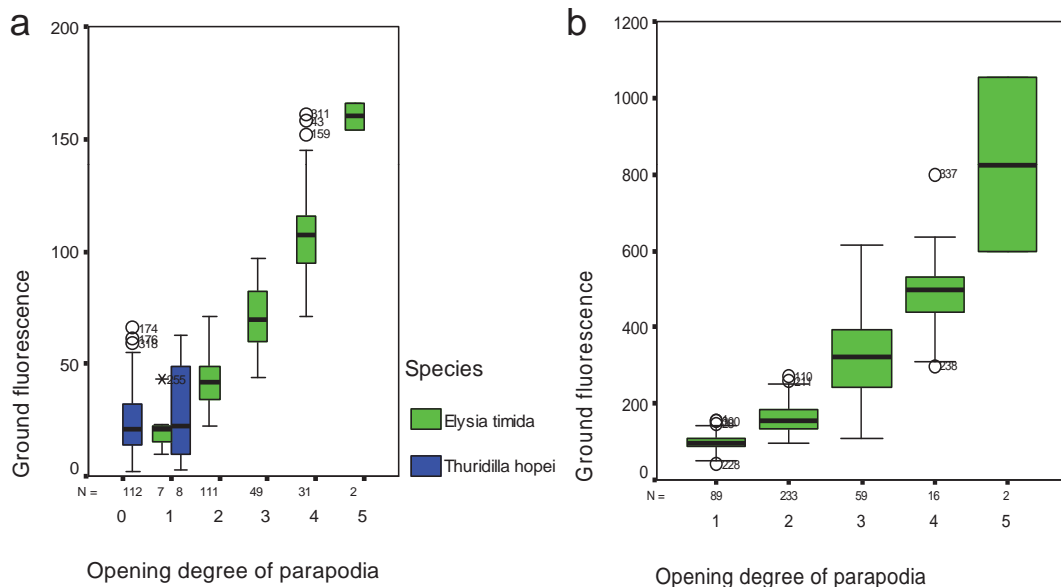 a
200
150
100
50
0
Ground fluorescence
174
176
318
255
311
43
159
N = 112 7 8 111 49 31 2
0 1 2 3 4 5
Opening degree of parapodia
Species
Elysia timida
Thuridilla hopei
b
1200
1000
800
600
400
200
0
Ground fluorescence
228
110
211
337
238
N = 89 233 59 16 2
1 2 3 4 5
Opening degree of parapodia